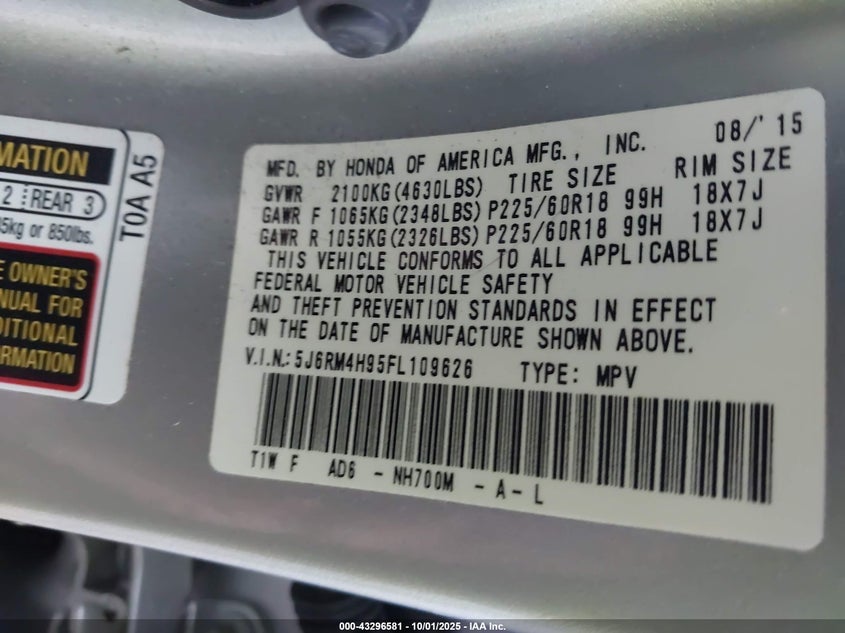 MATION
2 REAR 3
5kg or 850lbs.
E OWNER'S
NUAL FOR
DITIONAL
ORMATION
T0A A5
MFD. BY HONDA OF AMERICA MFG., INC. 08/'15
GVWR 2100KG(4630LBS) TIRE SIZE RIM SIZE
GAWR F 1065KG(2348LBS) P225/60R18 99H 18X7J
GAWR R 1055KG(2326LBS) P225/60R18 99H 18X7J
THIS VEHICLE CONFORMS TO ALL APPLICABLE
FEDERAL MOTOR VEHICLE SAFETY
AND THEFT PREVENTION STANDARDS IN EFFECT
ON THE DATE OF MANUFACTURE SHOWN ABOVE.
V.I.N.: 5J6RM4H95FL109626 TYPE: MPV
T1W F AD6 - NH700M - A - L
000-43296581 - 10/01/2025 - IAA Inc.